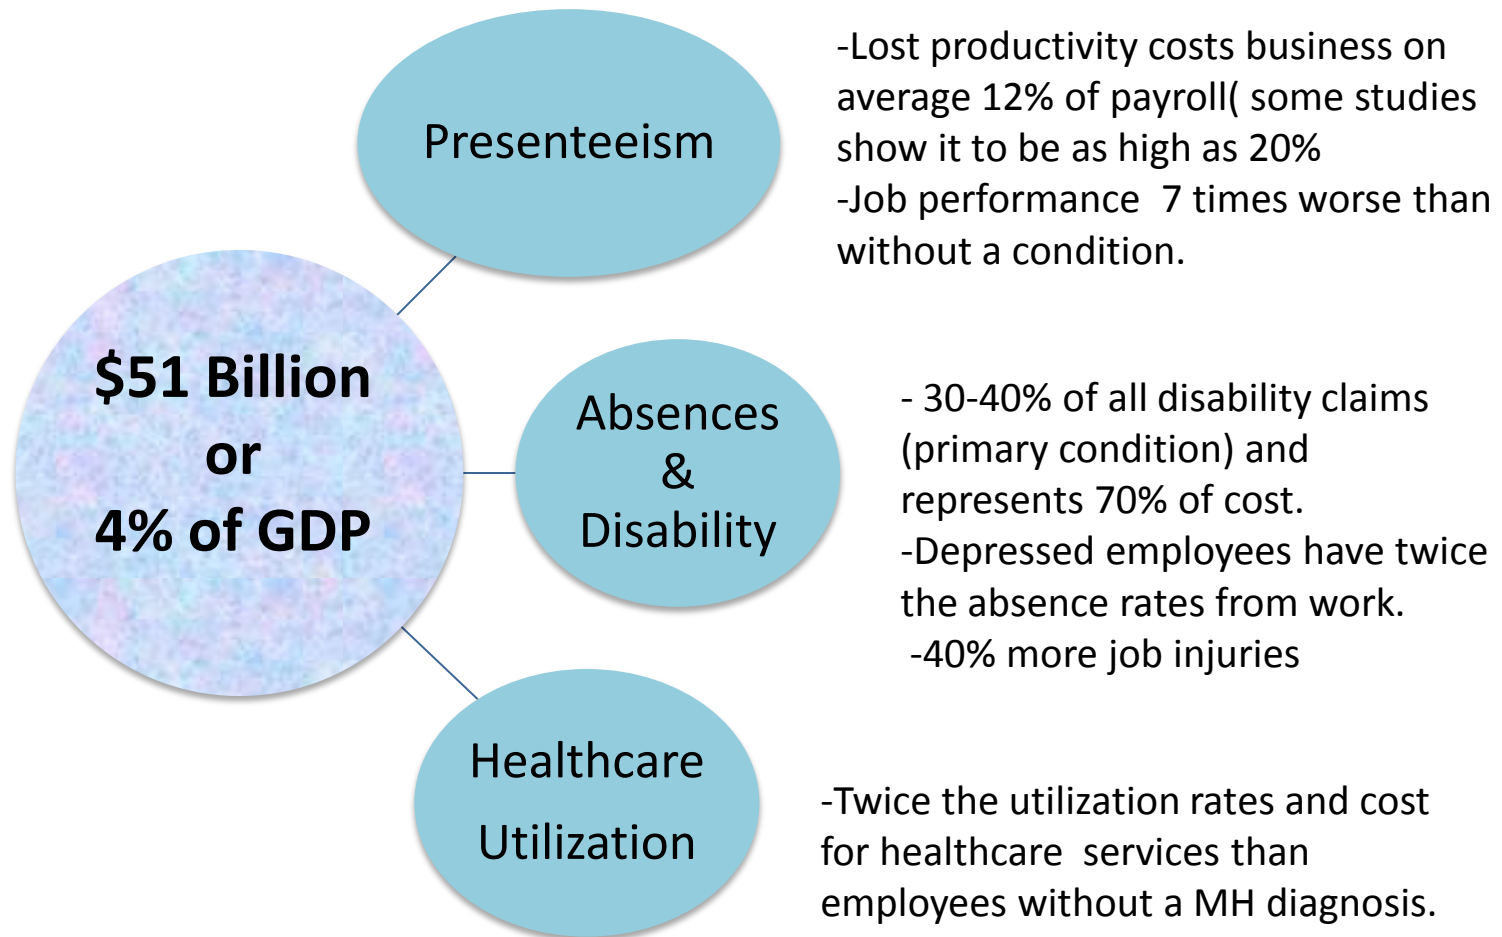 Presenteeism
-Lost productivity costs business on
average 12% of payroll( some studies
show it to be as high as 20%
-Job performance  7 times worse than
without a condition.
$51 Billion
or
4% of GDP
Absences
&
Disability
- 30-40% of all disability claims
(primary condition) and
represents 70% of cost.
-Depressed employees have twice
the absence rates from work.
-40% more job injuries
Healthcare
Utilization
-Twice the utilization rates and cost
for healthcare  services than
employees without a MH diagnosis.